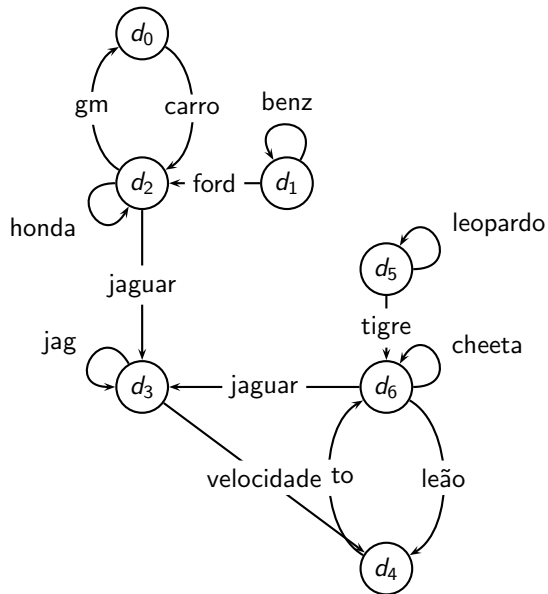 d0
gm
carro
benz
d2
ford
d1
honda
leopardo
d5
jaguar
tigre
jag
cheeta
d3
jaguar
d6
velocidade
to
leão
d4